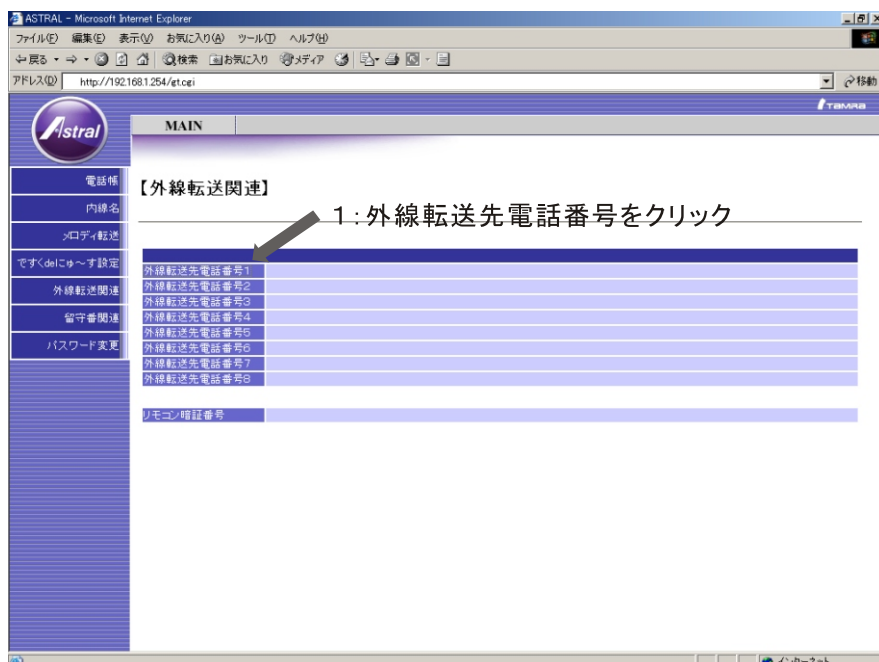 ASTRAL - Microsoft Internet Explorer
ファイル(F) 編集(E) 表示(V) お気に入り(A) ツール(T) ヘルプ(H)
戻る 検索 お気に入り メディア
アドレス(D) http://192.168.1.254/gt.cgi 移動
TAMRA
Astral MAIN
電話帳
内線名
メロディ転送
ですくdeにゅ～す設定
外線転送関連
留守番関連
パスワード変更
【外線転送関連】
1:外線転送先電話番号をクリック
外線転送先電話番号1
外線転送先電話番号2
外線転送先電話番号3
外線転送先電話番号4
外線転送先電話番号5
外線転送先電話番号6
外線転送先電話番号7
外線転送先電話番号8
リモコン暗証番号
インターネット